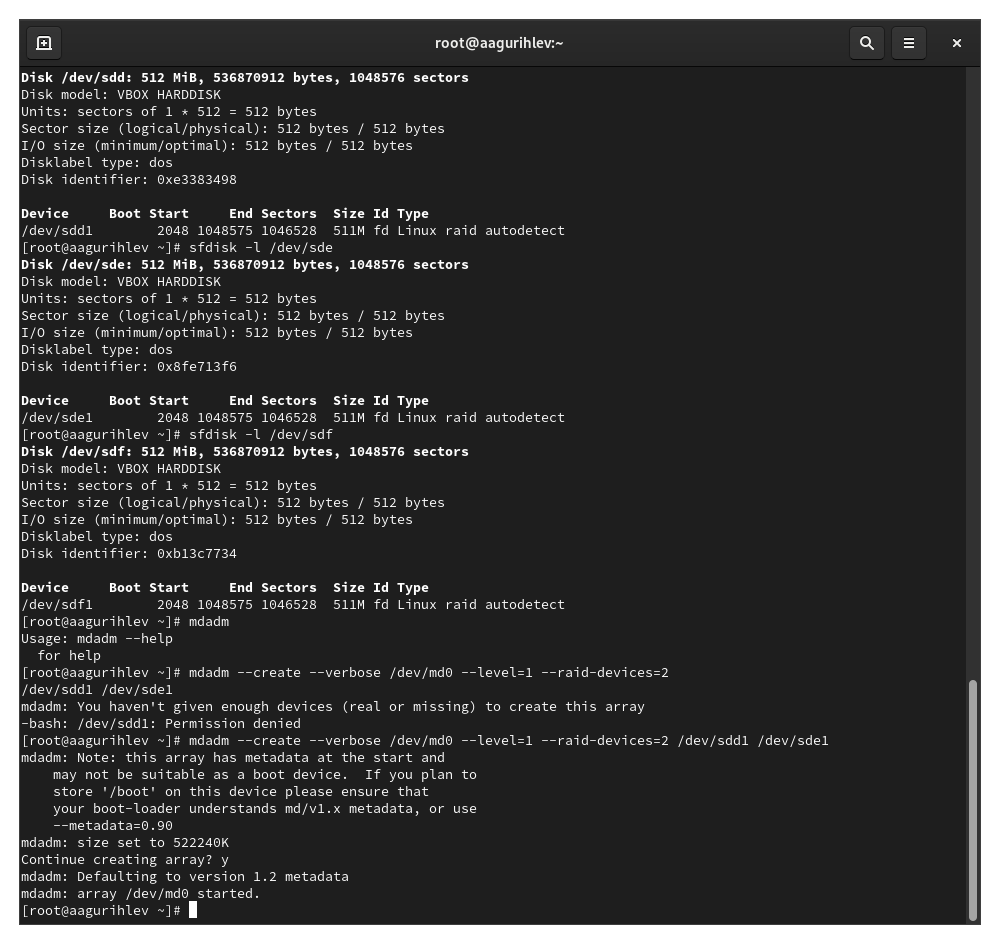 root@aagurihlev:~
Disk /dev/sdd: 512 MiB, 536870912 bytes, 1048576 sectors
Disk model: VBOX HARDDISK
Units: sectors of 1 * 512 = 512 bytes
Sector size (logical/physical): 512 bytes / 512 bytes
I/O size (minimum/optimal): 512 bytes / 512 bytes
Disklabel type: dos
Disk identifier: 0xe3383498
Device     Boot Start     End Sectors  Size Id Type
/dev/sdd1        2048 1048575 1046528  511M fd Linux raid autodetect
[root@aagurihlev ~]# sfdisk -l /dev/sde
Disk /dev/sde: 512 MiB, 536870912 bytes, 1048576 sectors
Disk model: VBOX HARDDISK
Units: sectors of 1 * 512 = 512 bytes
Sector size (logical/physical): 512 bytes / 512 bytes
I/O size (minimum/optimal): 512 bytes / 512 bytes
Disklabel type: dos
Disk identifier: 0x8fe713f6
Device     Boot Start     End Sectors  Size Id Type
/dev/sde1        2048 1048575 1046528  511M fd Linux raid autodetect
[root@aagurihlev ~]# sfdisk -l /dev/sdf
Disk /dev/sdf: 512 MiB, 536870912 bytes, 1048576 sectors
Disk model: VBOX HARDDISK
Units: sectors of 1 * 512 = 512 bytes
Sector size (logical/physical): 512 bytes / 512 bytes
I/O size (minimum/optimal): 512 bytes / 512 bytes
Disklabel type: dos
Disk identifier: 0xb13c7734
Device     Boot Start     End Sectors  Size Id Type
/dev/sdf1        2048 1048575 1046528  511M fd Linux raid autodetect
[root@aagurihlev ~]# mdadm
Usage: mdadm --help
  for help
[root@aagurihlev ~]# mdadm --create --verbose /dev/md0 --level=1 --raid-devices=2
/dev/sdd1 /dev/sde1
mdadm: You haven't given enough devices (real or missing) to create this array
-bash: /dev/sdd1: Permission denied
[root@aagurihlev ~]# mdadm --create --verbose /dev/md0 --level=1 --raid-devices=2 /dev/sdd1 /dev/sde1
mdadm: Note: this array has metadata at the start and
    may not be suitable as a boot device.  If you plan to
    store '/boot' on this device please ensure that
    your boot-loader understands md/v1.x metadata, or use
    --metadata=0.90
mdadm: size set to 522240K
Continue creating array? y
mdadm: Defaulting to version 1.2 metadata
mdadm: array /dev/md0 started.
[root@aagurihlev ~]#